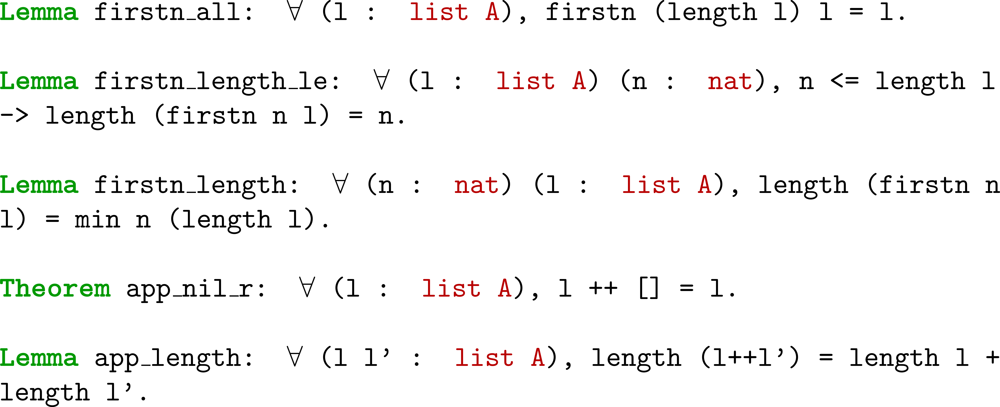 Lemma firstn_all: ∀ (l : list A), firstn (length l) l = l.
Lemma firstn_length_le: ∀ (l : list A) (n : nat), n <= length l
-> length (firstn n l) = n.
Lemma firstn_length: ∀ (n : nat) (l : list A), length (firstn n
l) = min n (length l).
Theorem app_nil_r: ∀ (l : list A), l ++ [] = l.
Lemma app_length: ∀ (l l’ : list A), length (l++l’) = length l +
length l’.